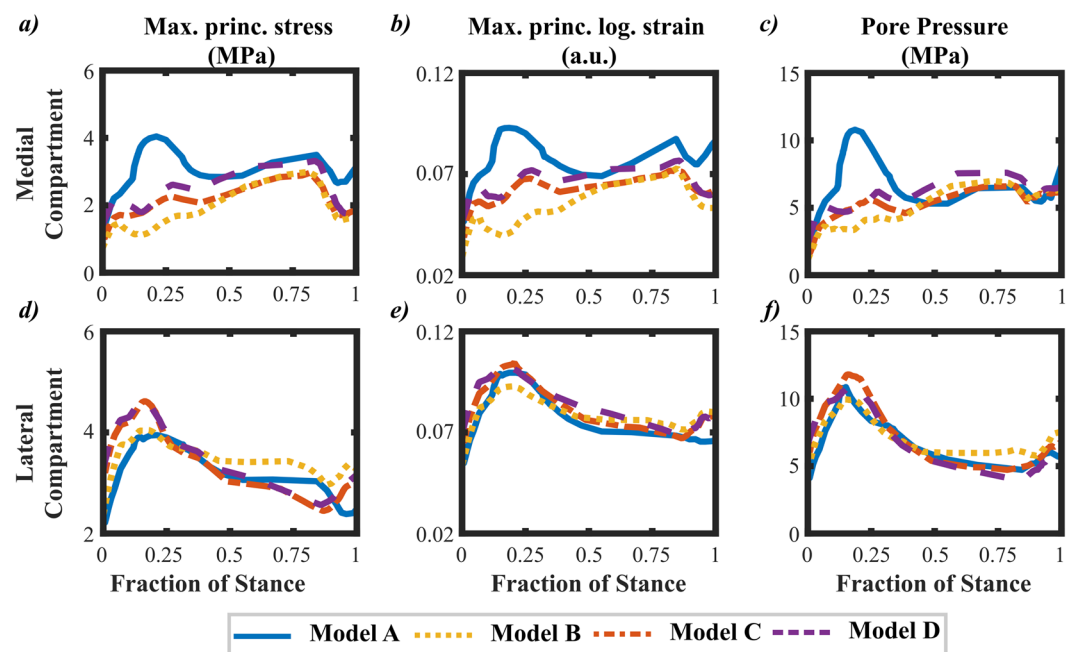 a) Max. princ. stress (MPa)
b) Max. princ. log. strain (a.u.)
c) Pore Pressure (MPa)
Medial Compartment
6
4
2
0
0 0.25 0.5 0.75 1
0.12
0.07
0.02
0 0.25 0.5 0.75 1
15
10
5
0
0 0.25 0.5 0.75 1
d)
e)
f)
Lateral Compartment
6
4
2
0 0.25 0.5 0.75 1
Fraction of Stance
0.12
0.07
0.02
0 0.25 0.5 0.75 1
Fraction of Stance
15
10
5
0
0 0.25 0.5 0.75 1
Fraction of Stance
Model A Model B Model C Model D